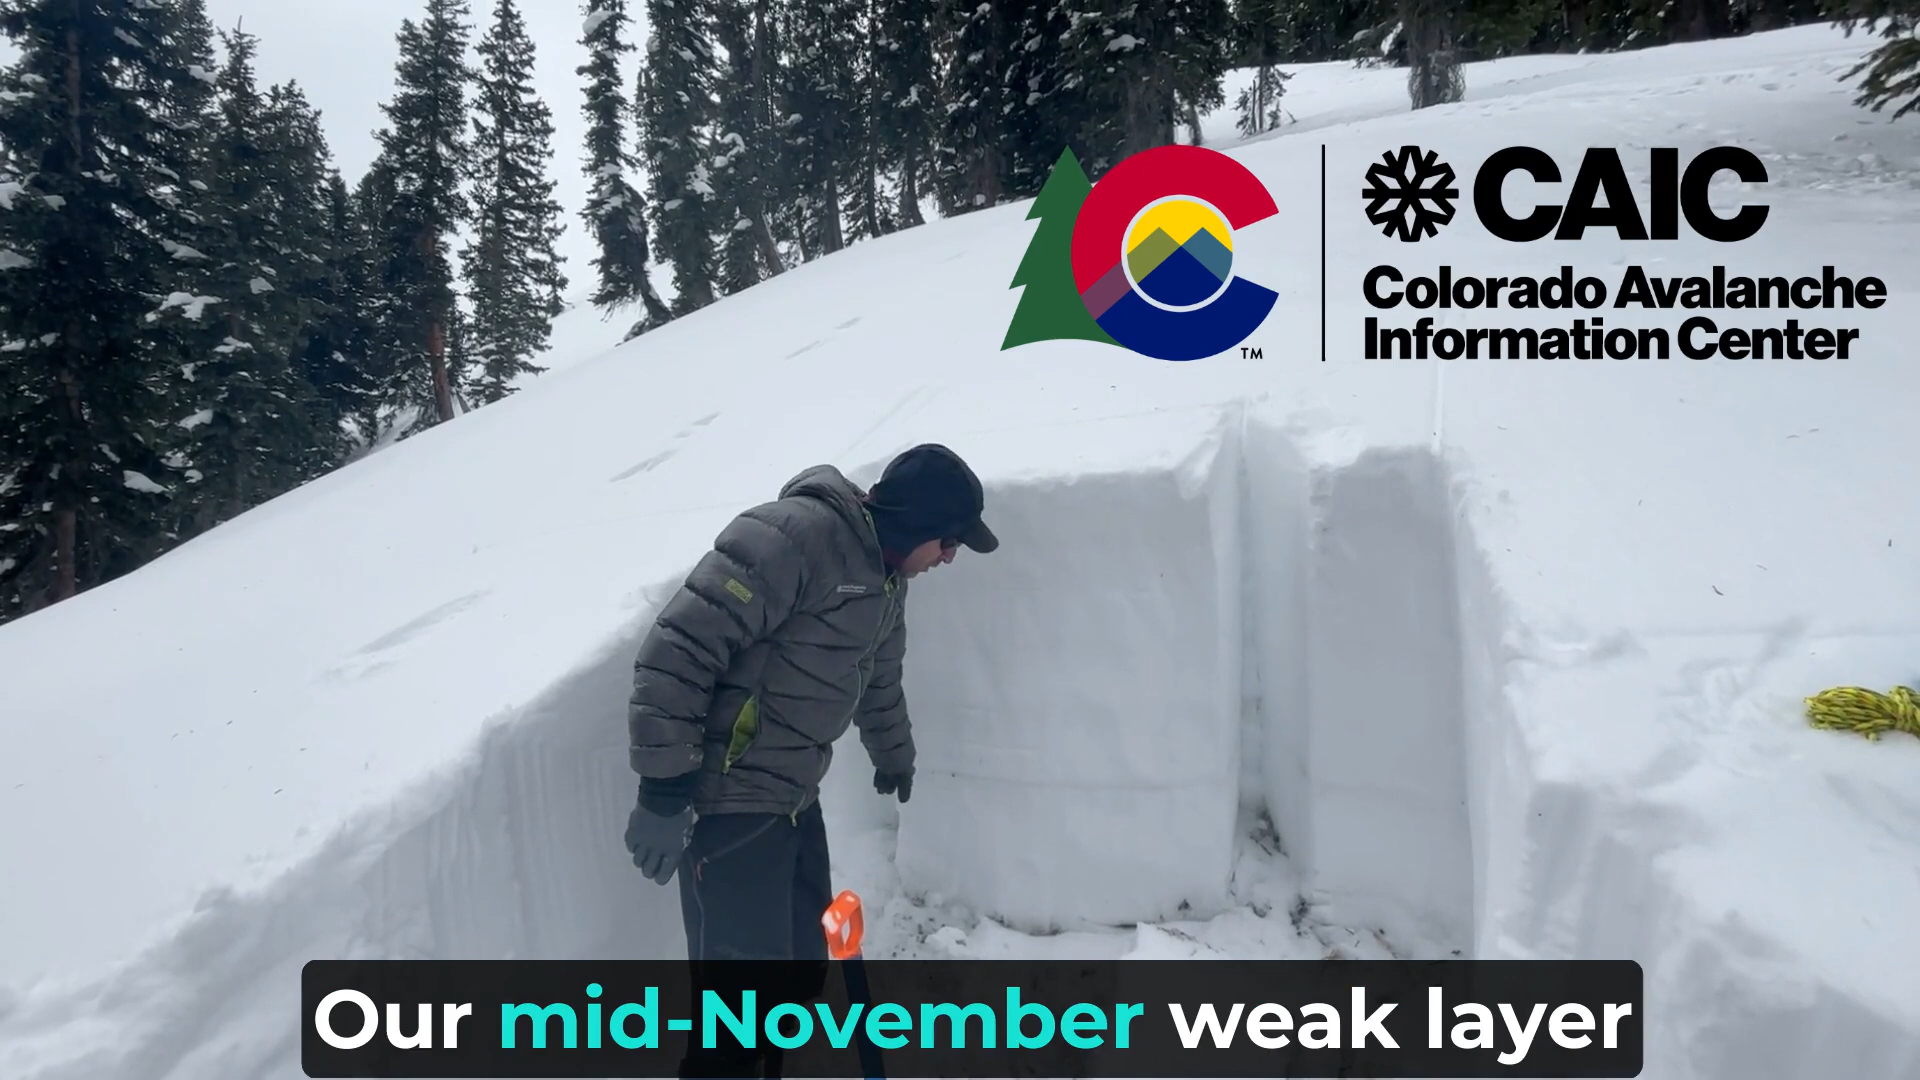 CAIC
Colorado Avalanche
Information Center
TM
Our mid-November weak layer